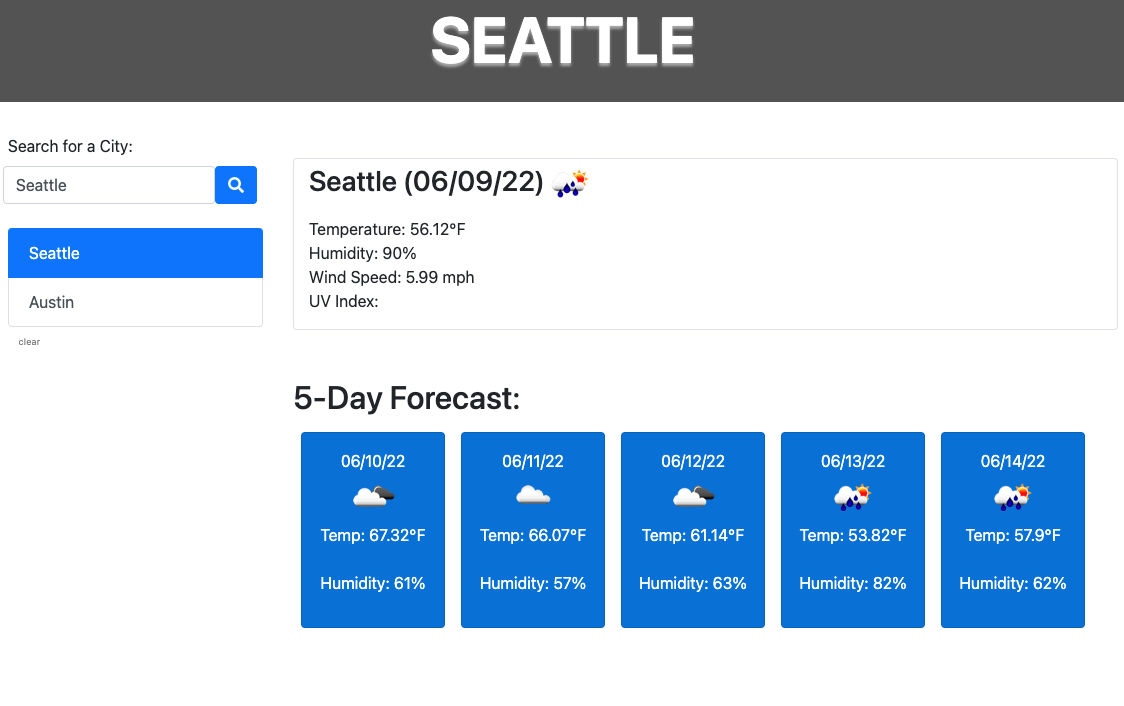 SEATTLE
Search for a City:
Seattle
Seattle
Austin
clear
Seattle (06/09/22)
Temperature: 56.12°F
Humidity: 90%
Wind Speed: 5.99 mph
UV Index:
5-Day Forecast:
06/10/22
Temp: 67.32°F
Humidity: 61%
06/11/22
Temp: 66.07°F
Humidity: 57%
06/12/22
Temp: 61.14°F
Humidity: 63%
06/13/22
Temp: 53.82°F
Humidity: 82%
06/14/22
Temp: 57.9°F
Humidity: 62%